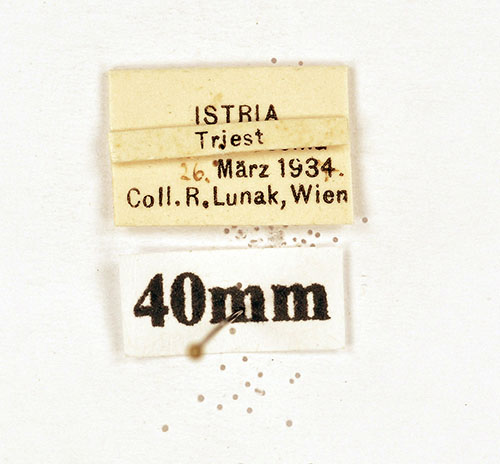 ISTRIA
Triest
26. März 1934.
Coll. R. Lunak, Wien
40mm